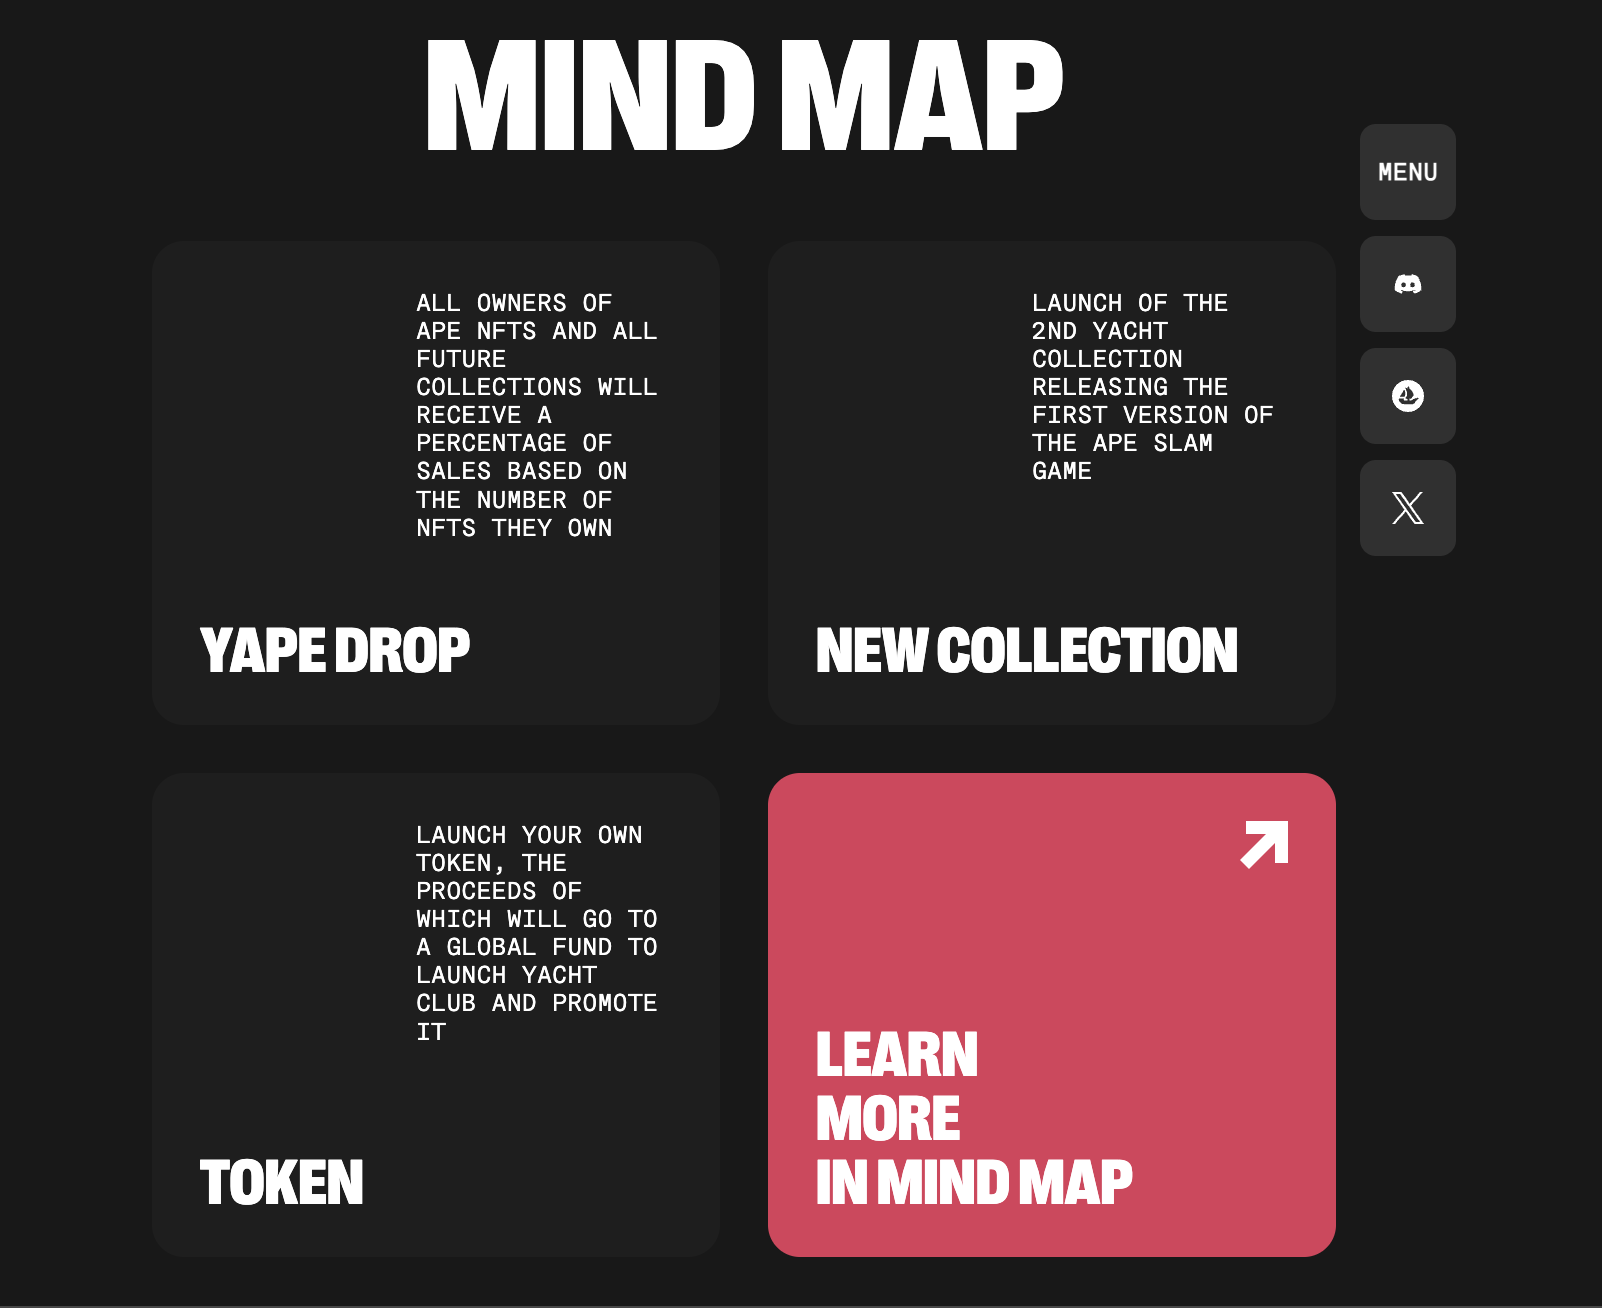 MIND MAP
MENU
ALL OWNERS OF
APE NFTS AND ALL
FUTURE
COLLECTIONS WILL
RECEIVE A
PERCENTAGE OF
SALES BASED ON
THE NUMBER OF
NFTS THEY OWN
YAPE DROP
LAUNCH OF THE
2ND YACHT
COLLECTION
RELEASING THE
FIRST VERSION OF
THE APE SLAM
GAME
NEW COLLECTION
LAUNCH YOUR OWN
TOKEN, THE
PROCEEDS OF
WHICH WILL GO TO
A GLOBAL FUND TO
LAUNCH YACHT
CLUB AND PROMOTE
IT
TOKEN
LEARN
MORE
IN MIND MAP